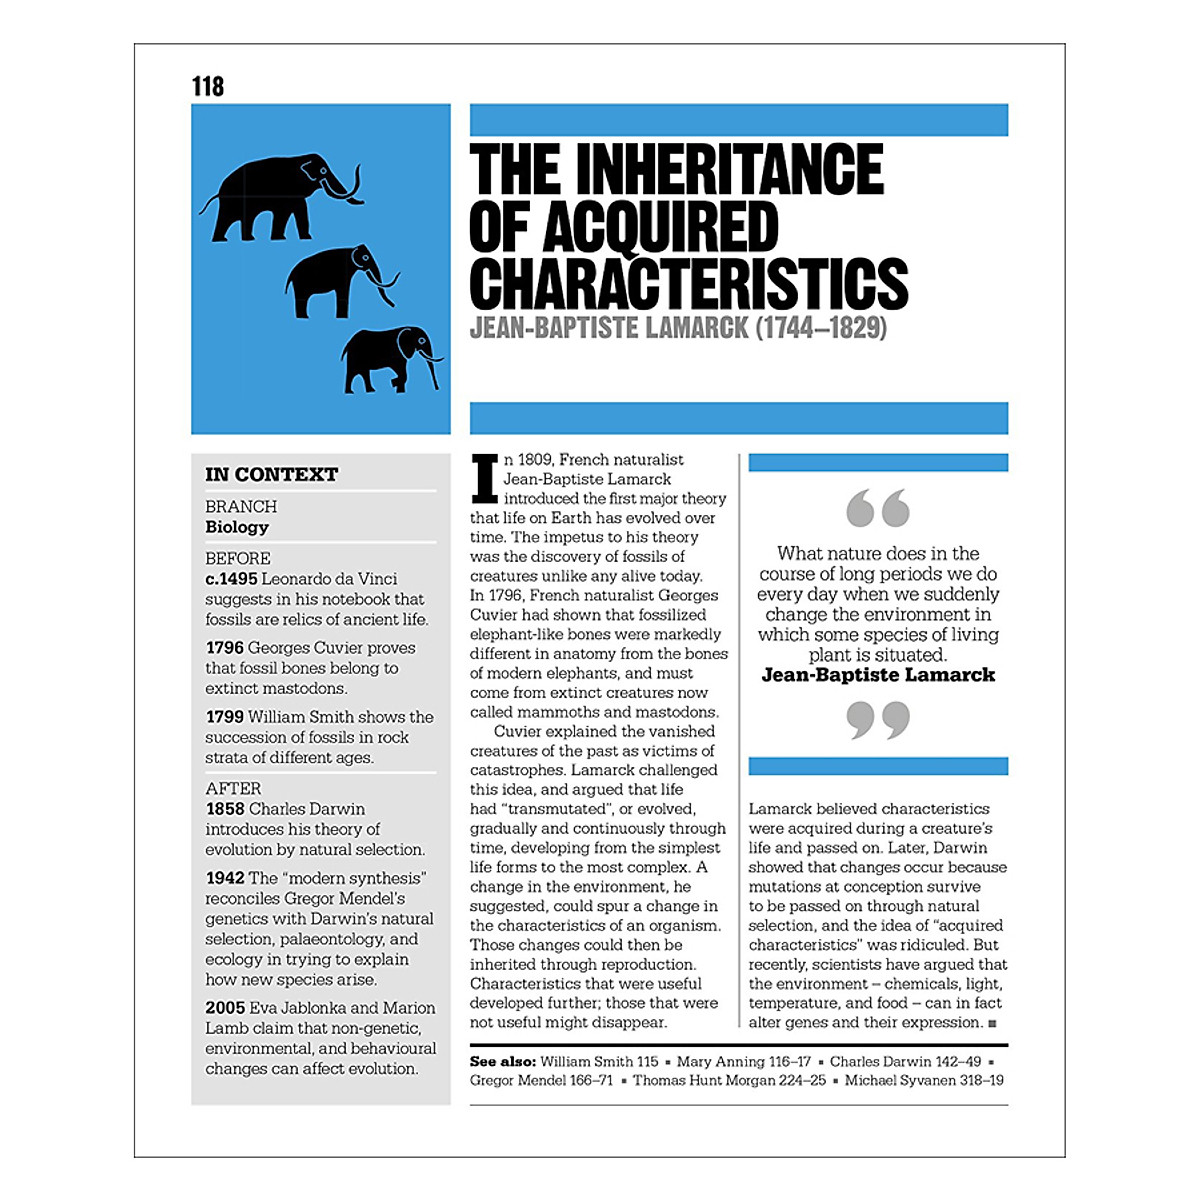 118
THE INHERITANCE
OF ACQUIRED
CHARACTERISTICS
JEAN-BAPTISTE LAMARCK (1744–1829)
IN CONTEXT
BRANCH
Biology
BEFORE
c.1495 Leonardo da Vinci
suggests in his notebook that
fossils are relics of ancient life.
1796 Georges Cuvier proves
that fossil bones belong to
extinct mastodons.
1799 William Smith shows the
succession of fossils in rock
strata of different ages.
AFTER
1858 Charles Darwin
introduces his theory of
evolution by natural selection.
1942 The “modern synthesis”
reconciles Gregor Mendel’s
genetics with Darwin’s natural
selection, palaeontology, and
ecology in trying to explain
how new species arise.
2005 Eva Jablonka and Marion
Lamb claim that non-genetic,
environmental, and behavioural
changes can affect evolution.
In 1809, French naturalist
Jean-Baptiste Lamarck
introduced the first major theory
that life on Earth has evolved over
time. The impetus to his theory
was the discovery of fossils of
creatures unlike any alive today.
In 1796, French naturalist Georges
Cuvier had shown that fossilized
elephant-like bones were markedly
different in anatomy from the bones
of modern elephants, and must
come from extinct creatures now
called mammoths and mastodons.
Cuvier explained the vanished
creatures of the past as victims of
catastrophes. Lamarck challenged
this idea, and argued that life
had “transmutated”, or evolved,
gradually and continuously through
time, developing from the simplest
life forms to the most complex. A
change in the environment, he
suggested, could spur a change in
the characteristics of an organism.
Those changes could then be
inherited through reproduction.
Characteristics that were useful
developed further; those that were
not useful might disappear.
“
What nature does in the
course of long periods we do
every day when we suddenly
change the environment in
which some species of living
plant is situated.
Jean-Baptiste Lamarck
”
Lamarck believed characteristics
were acquired during a creature’s
life and passed on. Later, Darwin
showed that changes occur because
mutations at conception survive
to be passed on through natural
selection, and the idea of “acquired
characteristics” was ridiculed. But
recently, scientists have argued that
the environment – chemicals, light,
temperature, and food – can in fact
alter genes and their expression. ■
See also: William Smith 115 ▪ Mary Anning 116–17 ▪ Charles Darwin 142–49 ▪
Gregor Mendel 166–71 ▪ Thomas Hunt Morgan 224–25 ▪ Michael Syvanen 318–19